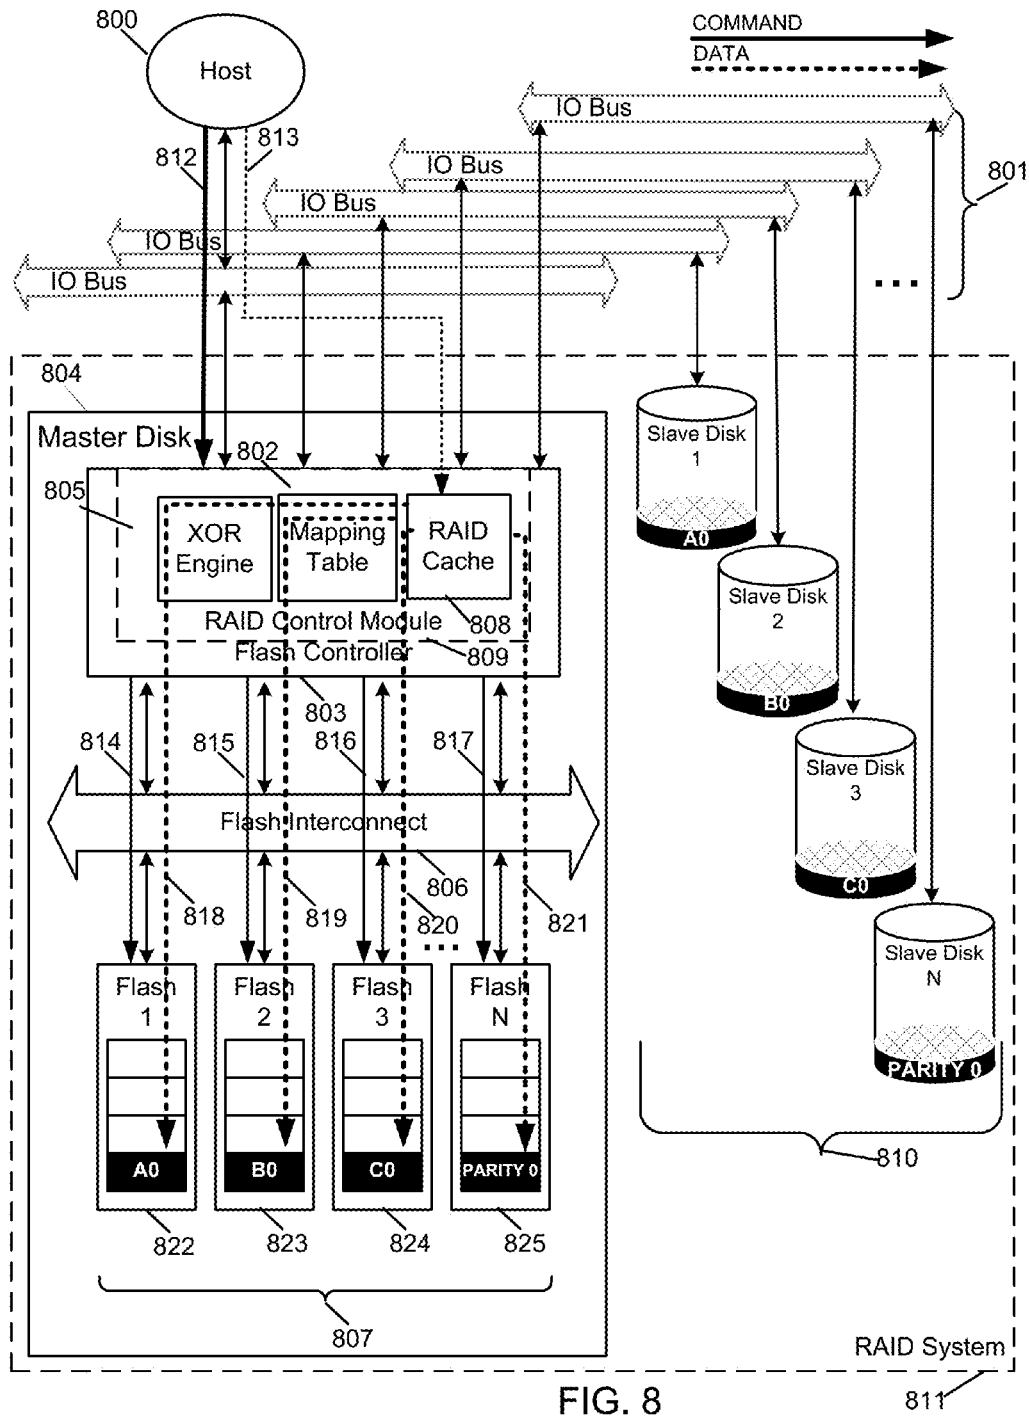 800
Host
COMMAND
DATA
IO Bus
813
812
IO Bus
801
IO Bus
IO Bus
IO Bus
804
Master Disk
802
805
XOR Engine
Mapping Table
RAID Cache
RAID Control Module
808
809
Flash Controller
803
814
815
816
817
Flash Interconnect
806
818
819
820
821
Flash 1
Flash 2
Flash 3
Flash N
A0
B0
C0
PARITY 0
822
823
824
825
807
Slave Disk 1
A0
Slave Disk 2
B0
Slave Disk 3
C0
Slave Disk N
PARITY 0
810
RAID System
811
FIG. 8